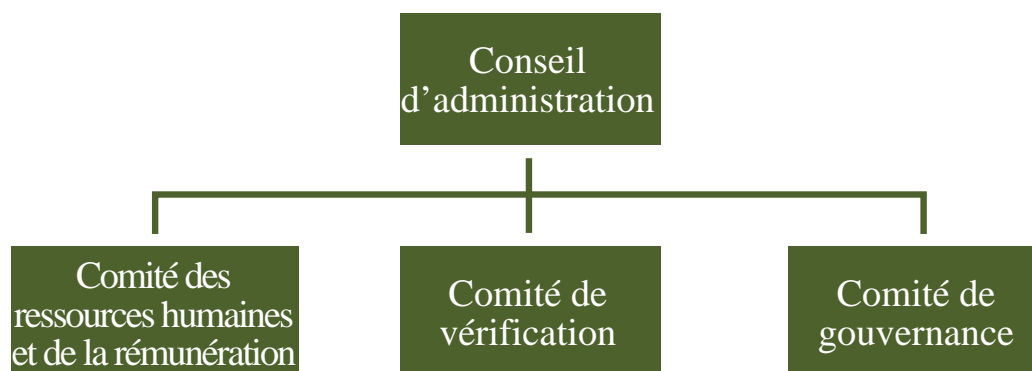 Conseil
d’administration
Comité des
ressources humaines
et de la rémunération
Comité de
vérification
Comité de
gouvernance